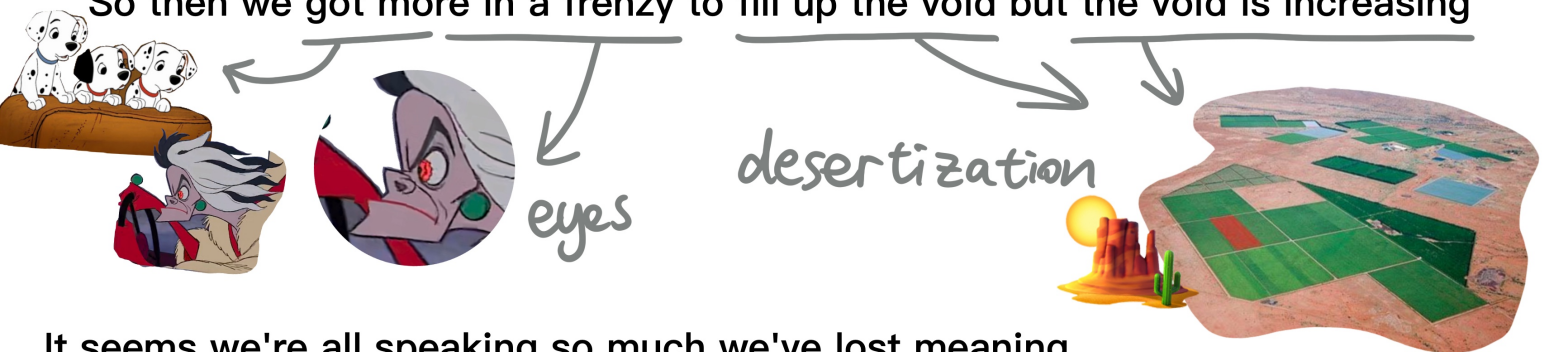 So then we got more in a frenzy to fill up the void but the void is increasing
desertization
eyes
It seems we're all speaking so much we've lost meaning